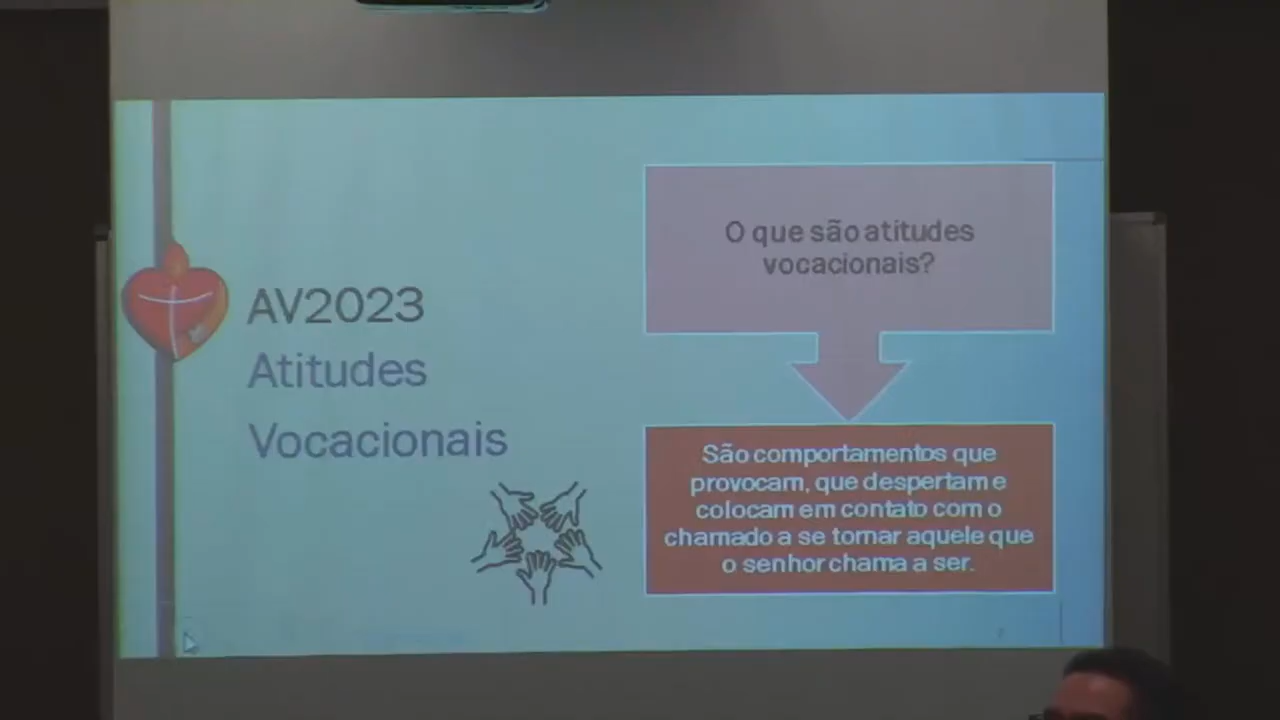 AV2023
Atitudes
Vocacionais
O que são atitudes
vocacionais?
São comportamentos que
provocam, que despertam e
colocam em contato com o
chamado a se tornar aquele que
o senhor chama a ser.